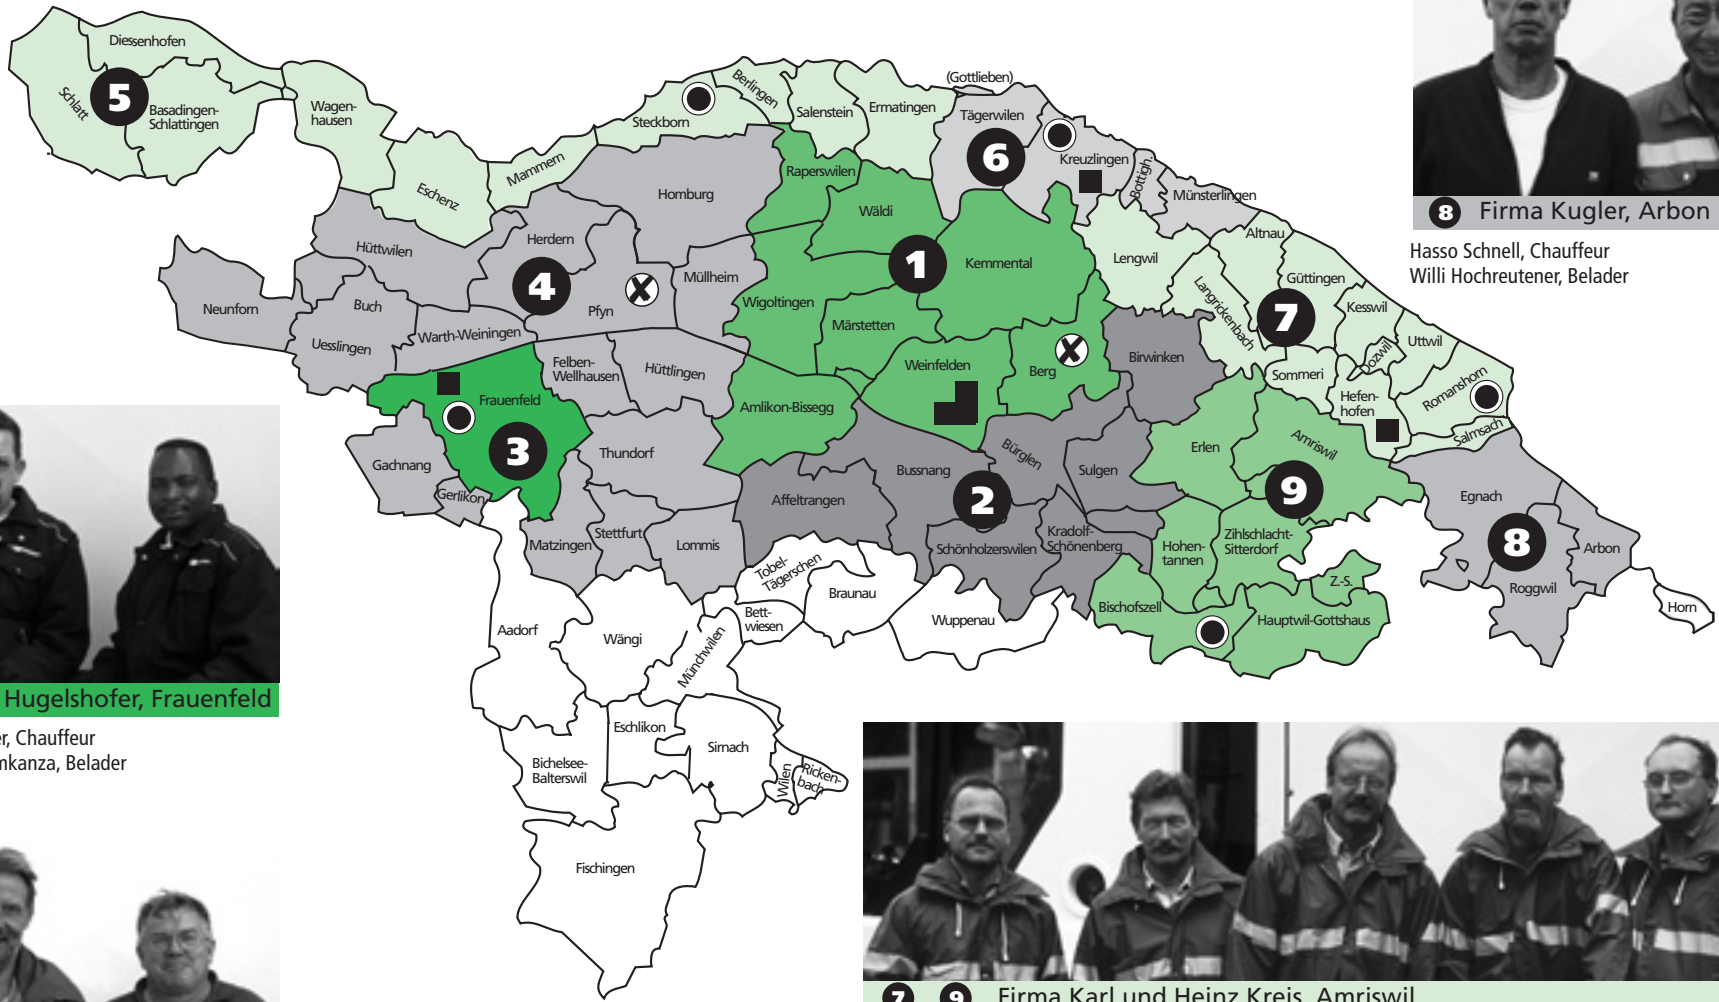 Diessenhofen
Schlatt
5
Basadingen-
Schlattingen
Wagen-
hausen
Eschenz
Mammern
Steckborn
Berlingen
Salenstein
Ermatingen
(Gottlieben)
Tägerwilen
6
Kreuzlingen
Bottigh.
Münsterlingen
Raperswilen
Homburg
Wäldi
Hüttwilen
Herdern
4
Pfyn
Müllheim
Neunforn
Buch
Uesslingen
Warth-Weiningen
Wigoltingen
1
Kemmental
Märstetten
Lengwil
Altnau
Langrickenbach
Güttingen
7
Kesswil
Dozwil
Uttwil
Sommeri
Hefen-
hofen
Romanshorn
Salmsach
Felben-
Wellhausen
Hüttlingen
Weinfelden
Berg
Birwinken
Frauenfeld
3
Amlikon-Bissegg
Gachnang
Gerlikon
Thundorf
Affeltrangen
Bussnang
Bürglen
2
Sulgen
Erlen
Amriswil
9
Egnach
8
Arbon
Roggwil
Horn
Matzingen
Stettfurt
Lommis
Schönholzerswilen
Kradolf-
Schönenberg
Hohen-
tannen
Zihlschlacht-
Sitterdorf
Z.-S.
Bischofszell
Hauptwil-Gottshaus
Tobel-
Tägerschen
Braunau
Bett-
wiesen
Wuppenau
Aadorf
Wängi
Münchwilen
Eschlikon
Sirnach
Bichelsee-
Balterswil
Wilen
Ricken-
bach
Fischingen
8 Firma Kugler, Arbon
Hasso Schnell, Chauffeur
Willi Hochreutener, Belader
Hugelshofer, Frauenfeld
er, Chauffeur
mkanza, Belader
7 9 Firma Karl und Heinz Kreis, Amriswil